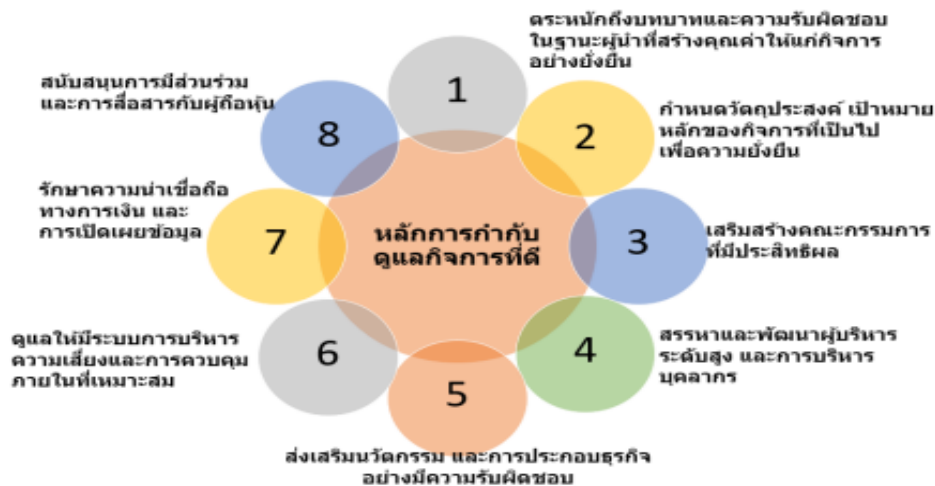 1
ตระหนักถึงบทบาทและความรับผิดชอบ
ในฐานะผู้นำที่สร้างคุณค่าให้แก่กิจการ
อย่างยั่งยืน
2
กำหนดวัตถุประสงค์ เป้าหมาย
หลักของกิจการที่เป็นไป
เพื่อความยั่งยืน
3
เสริมสร้างคณะกรรมการ
ที่มีประสิทธิผล
4
สรรหาและพัฒนาผู้บริหาร
ระดับสูง และการบริหาร
บุคลากร
5
ส่งเสริมนวัตกรรม และการประกอบธุรกิจ
อย่างมีความรับผิดชอบ
6
ดูแลให้มีระบบการบริหาร
ความเสี่ยงและการควบคุม
ภายในที่เหมาะสม
7
รักษาความน่าเชื่อถือ
ทางการเงิน และ
การเปิดเผยข้อมูล
8
สนับสนุนการมีส่วนร่วม
และการสื่อสารกับผู้ถือหุ้น
หลักการกำกับ
ดูแลกิจการที่ดี